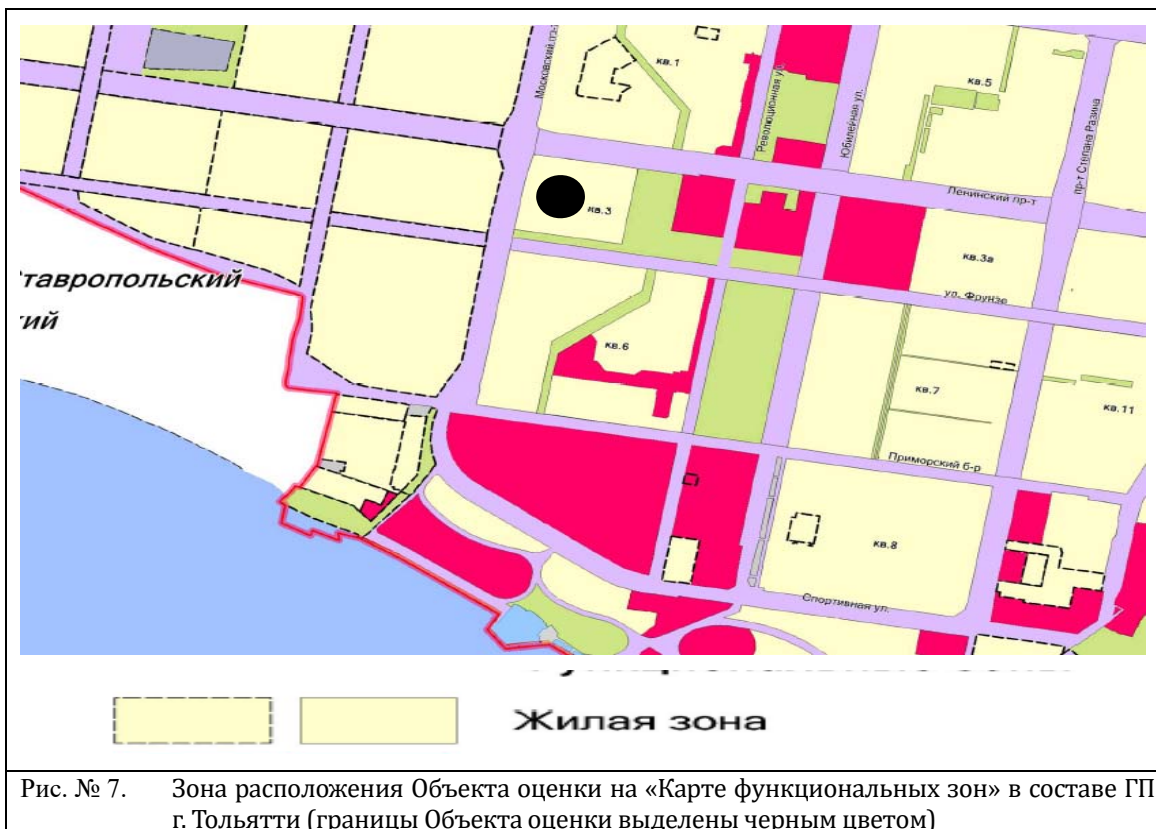 Московский пр-
кв.1
Революционная ул.
Юбилейная ул.
кв.5
пр-т Степана Разина
Ленинский пр-т
кв.3
кв.3а
ул. Фрунзе
тавропольский
кий
кв.6
кв.7
кв.11
Приморский б-р
кв.8
Спортивная ул.
Жилая зона
Рис. № 7. Зона расположения Объекта оценки на «Карте функциональных зон» в составе ГП
г. Тольятти (границы Объекта оценки выделены черным цветом)